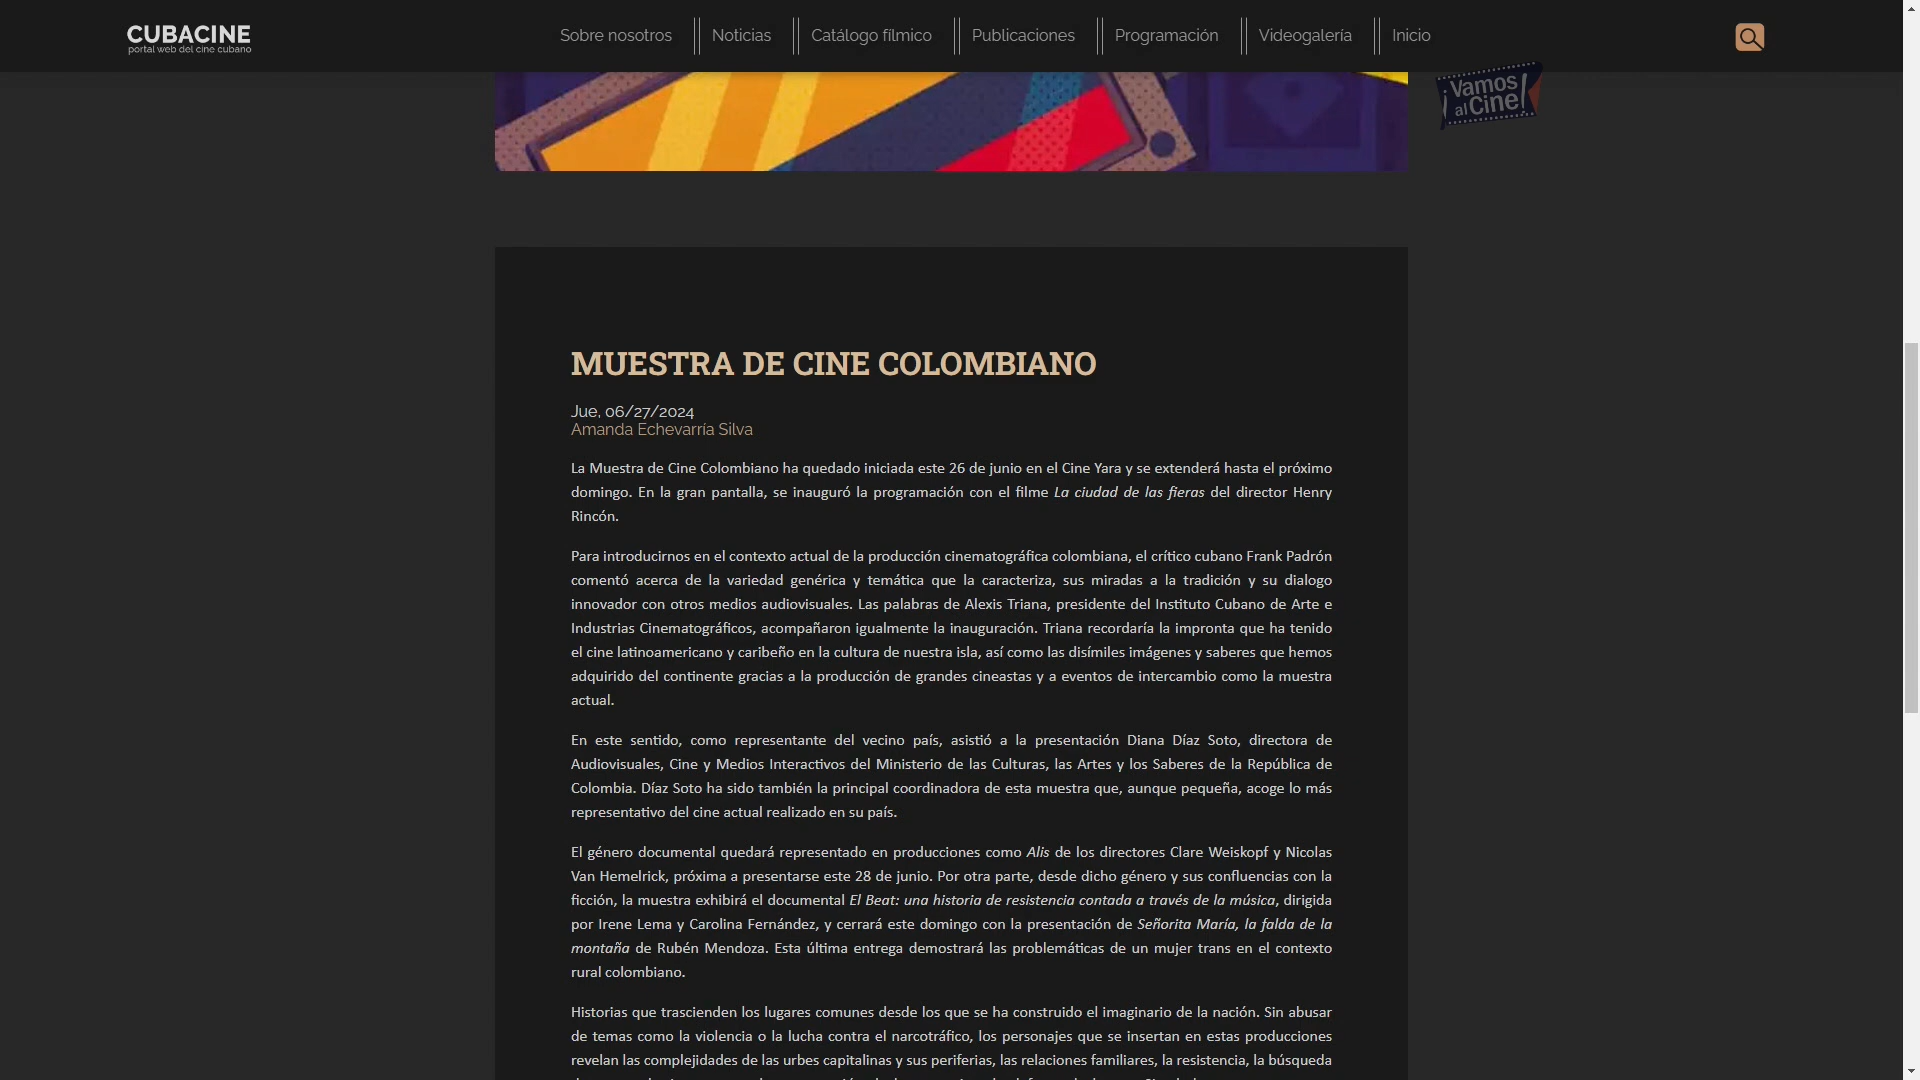 CUBACINE
portal web del cine cubano
Sobre nosotros
Noticias
Catálogo fílmico
Publicaciones
Programación
Videogalería
Inicio
¡Vamos
al Cine!
MUESTRA DE CINE COLOMBIANO
Jue, 06/27/2024
Amanda Echevarría Silva
La Muestra de Cine Colombiano ha quedado iniciada este 26 de junio en el Cine Yara y se extenderá hasta el próximo
domingo. En la gran pantalla, se inauguró la programación con el filme La ciudad de las fieras del director Henry
Rincón.
Para introducirnos en el contexto actual de la producción cinematográfica colombiana, el crítico cubano Frank Padrón
comentó acerca de la variedad genérica y temática que la caracteriza, sus miradas a la tradición y su dialogo
innovador con otros medios audiovisuales. Las palabras de Alexis Triana, presidente del Instituto Cubano de Arte e
Industrias Cinematográficos, acompañaron igualmente la inauguración. Triana recordaría la impronta que ha tenido
el cine latinoamericano y caribeño en la cultura de nuestra isla, así como las disímiles imágenes y saberes que hemos
adquirido del continente gracias a la producción de grandes cineastas y a eventos de intercambio como la muestra
actual.
En este sentido, como representante del vecino país, asistió a la presentación Diana Díaz Soto, directora de
Audiovisuales, Cine y Medios Interactivos del Ministerio de las Culturas, las Artes y los Saberes de la República de
Colombia. Díaz Soto ha sido también la principal coordinadora de esta muestra que, aunque pequeña, acoge lo más
representativo del cine actual realizado en su país.
El género documental quedará representado en producciones como Alis de los directores Clare Weiskopf y Nicolas
Van Hemelrick, próxima a presentarse este 28 de junio. Por otra parte, desde dicho género y sus confluencias con la
ficción, la muestra exhibirá el documental El Beat: una historia de resistencia contada a través de la música, dirigida
por Irene Lema y Carolina Fernández, y cerrará este domingo con la presentación de Señorita María, la falda de la
montaña de Rubén Mendoza. Esta última entrega demostrará las problemáticas de un mujer trans en el contexto
rural colombiano.
Historias que trascienden los lugares comunes desde los que se ha construido el imaginario de la nación. Sin abusar
de temas como la violencia o la lucha contra el narcotráfico, los personajes que se insertan en estas producciones
revelan las complejidades de las urbes capitalinas y sus periferias, las relaciones familiares, la resistencia, la búsqueda